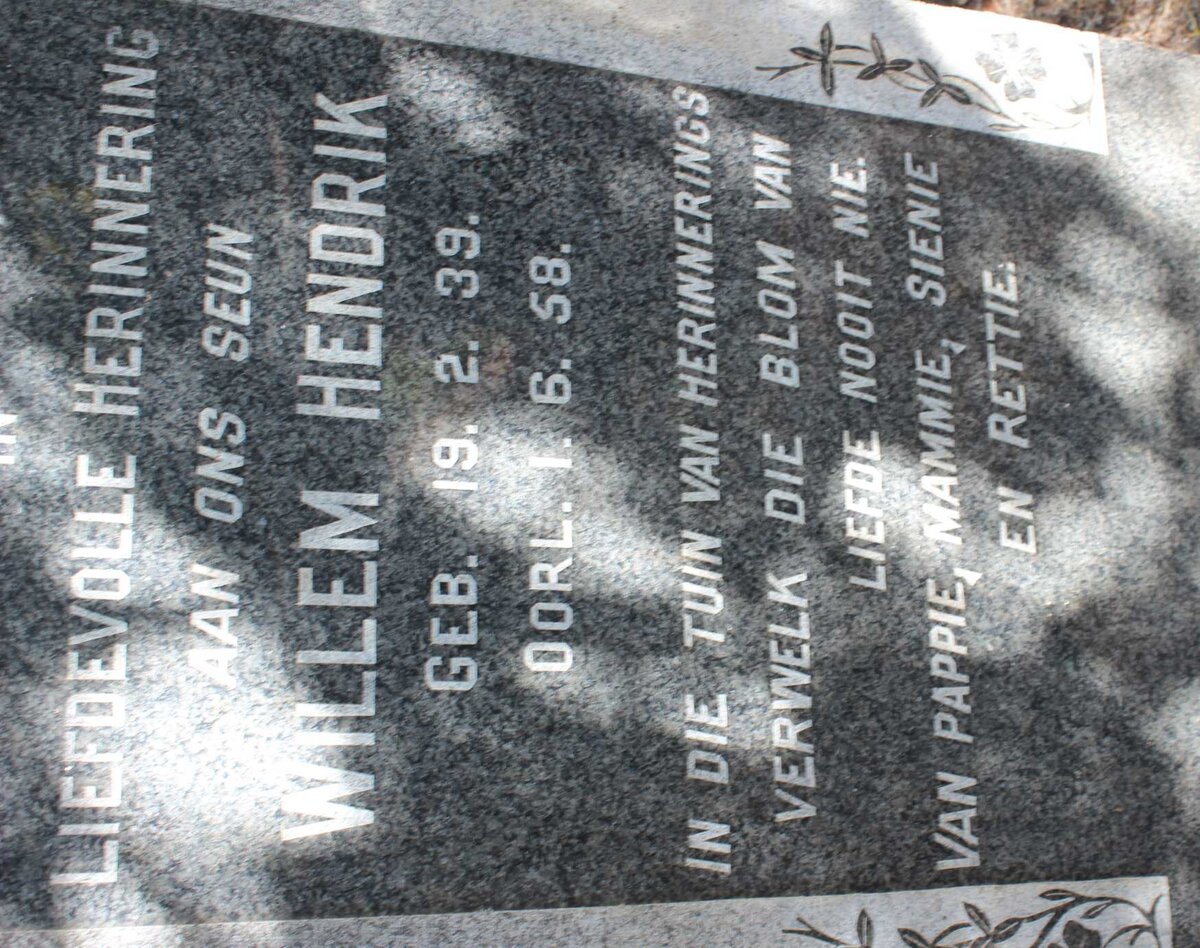 IN
LIEFDEVOLLE HERINNERING
AAN ONS SEUN
WILLEM HENDRIK
GEB. 19. 2. 39.
OORL. 1. 6. 58.
IN DIE TUIN VAN HERINNERINGS
VERWELK DIE BLOM VAN
LIEFDE NOOIT NIE.
VAN PAPPIE, MAMMIE, SIENIE
EN RETTIE.